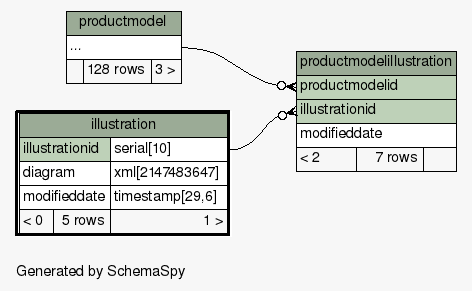 productmodel
...
128 rows 3 >
productmodelillustration
productmodelid
illustrationid
modifieddate
< 2 7 rows
illustration
illustrationid serial[10]
diagram xml[2147483647]
modifieddate timestamp[29,6]
< 0 5 rows 1 >
Generated by SchemaSpy